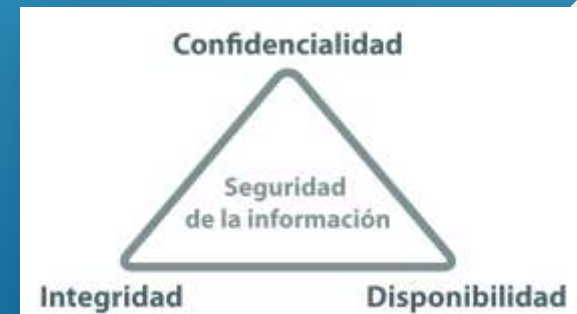 Confidencialidad
Seguridad
de la información
Integridad
Disponibilidad